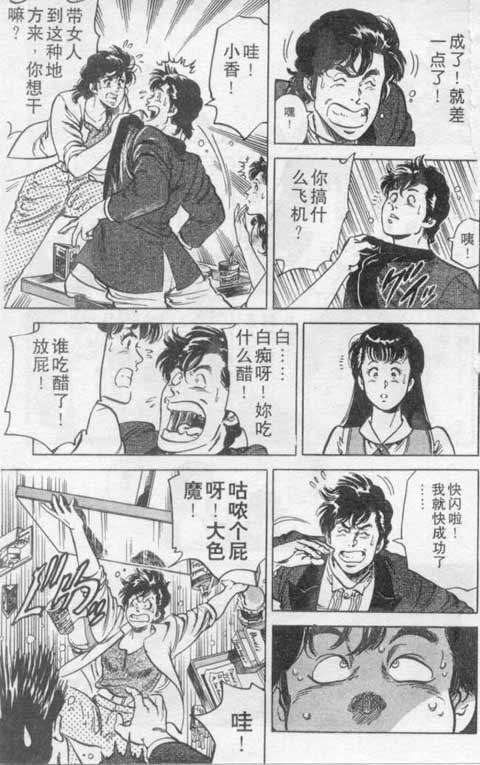 成了！就差
一点了！
嘿！
你搞什
么飞机？
咦！
哇！
小香！
带女人
到这种地
方来，你想干
嘛？
白……
白痴呀！妳吃
什么醋！
谁吃醋了！
放屁！
快闪啦！
我就快成功了
……
咕哝个屁
呀！大色
魔！
哇！